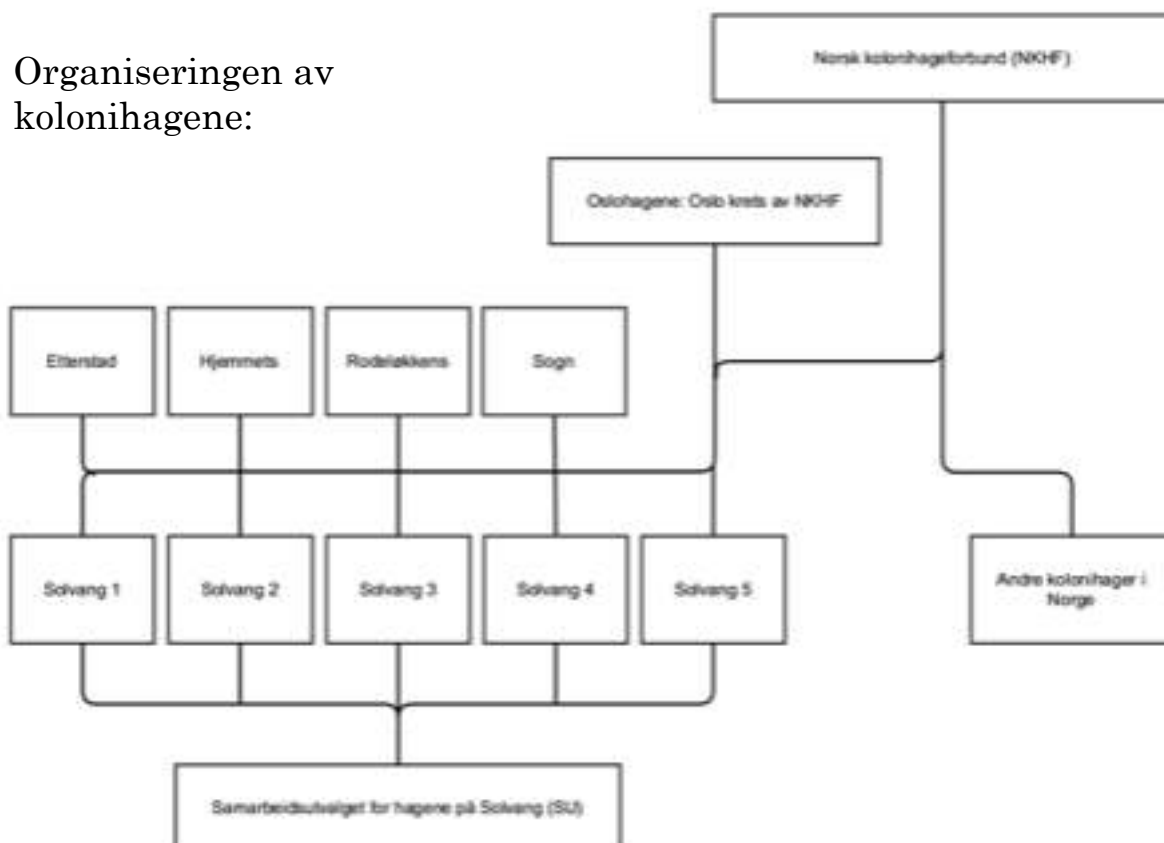 Organiseringen av
kolonihagene:
Norsk kolonihageforbund (NKHF)
Oslohagene: Oslo krets av NKHF
Etterstad
Hjemmets
Rodeløkkens
Sogn
Solvang 1
Solvang 2
Solvang 3
Solvang 4
Solvang 5
Andre kolonihager i
Norge
Samarbeidsutvalget for hagene på Solvang (SU)